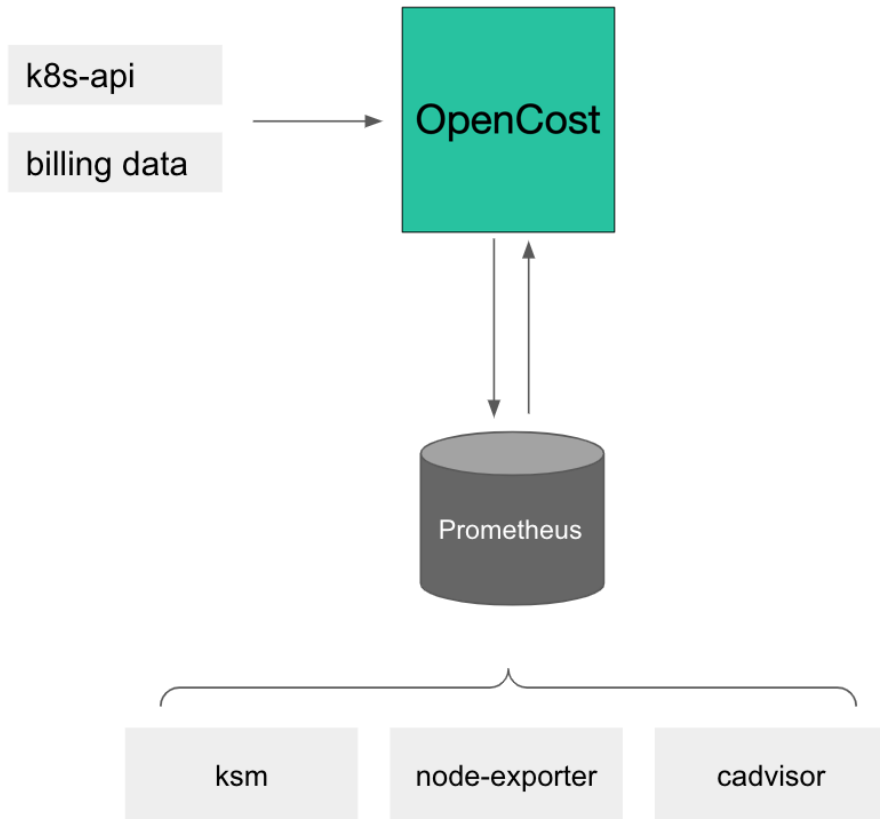 k8s-api
OpenCost
billing data
Prometheus
ksm
node-exporter
cadvisor